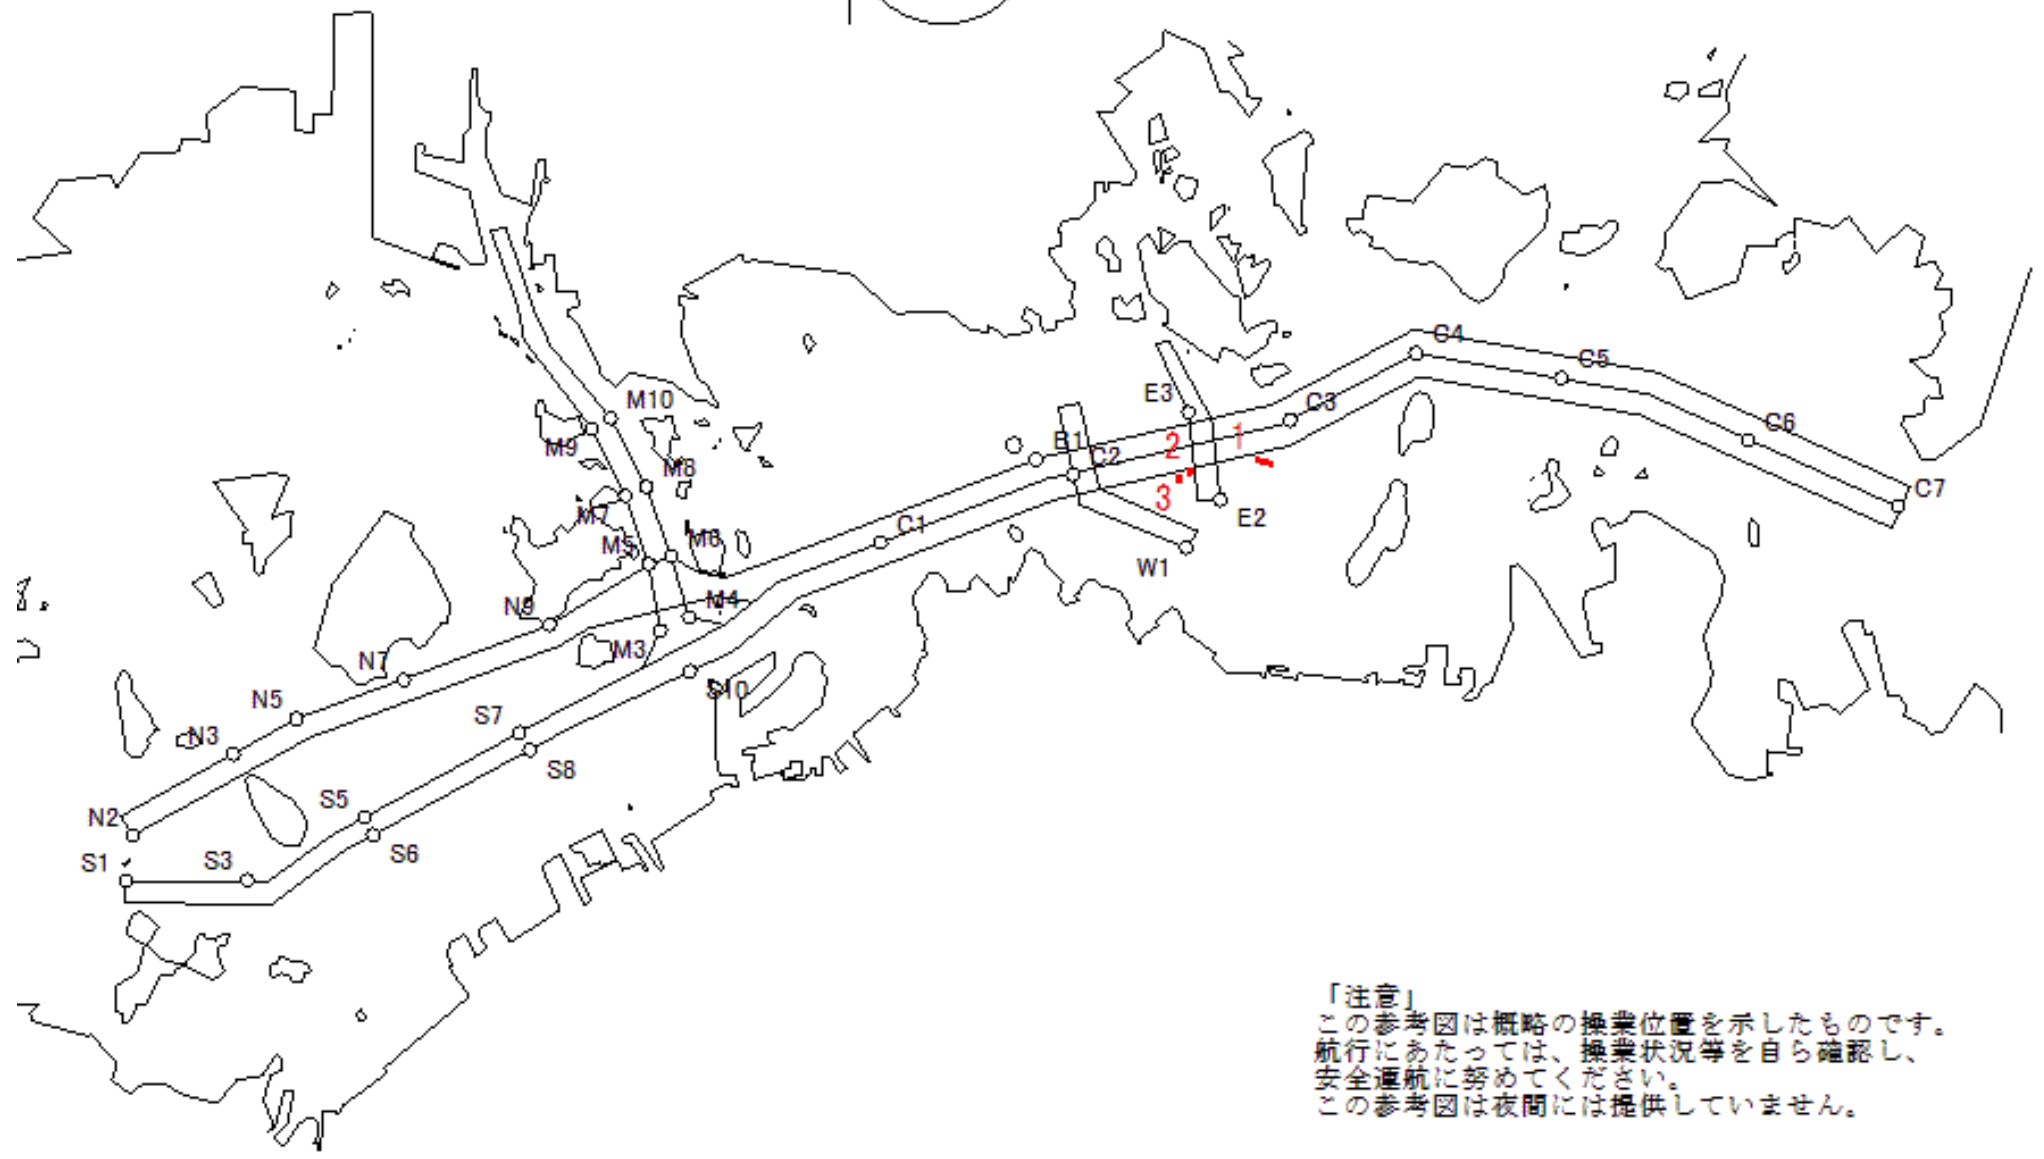 C4
C5
M10
E3
C3
C6
M9
B1
2
1
C2
M8
C7
3
M7
E2
C1
M5
M6
W1
N9
M4
M3
N7
S10
N5
S7
N3
S8
S5
N2
S6
S1
S3
「注意」
この参考図は概略の操業位置を示したものです。
航行にあたっては、操業状況等を自ら確認し、
安全運航に努めてください。
この参考図は夜間には提供していません。